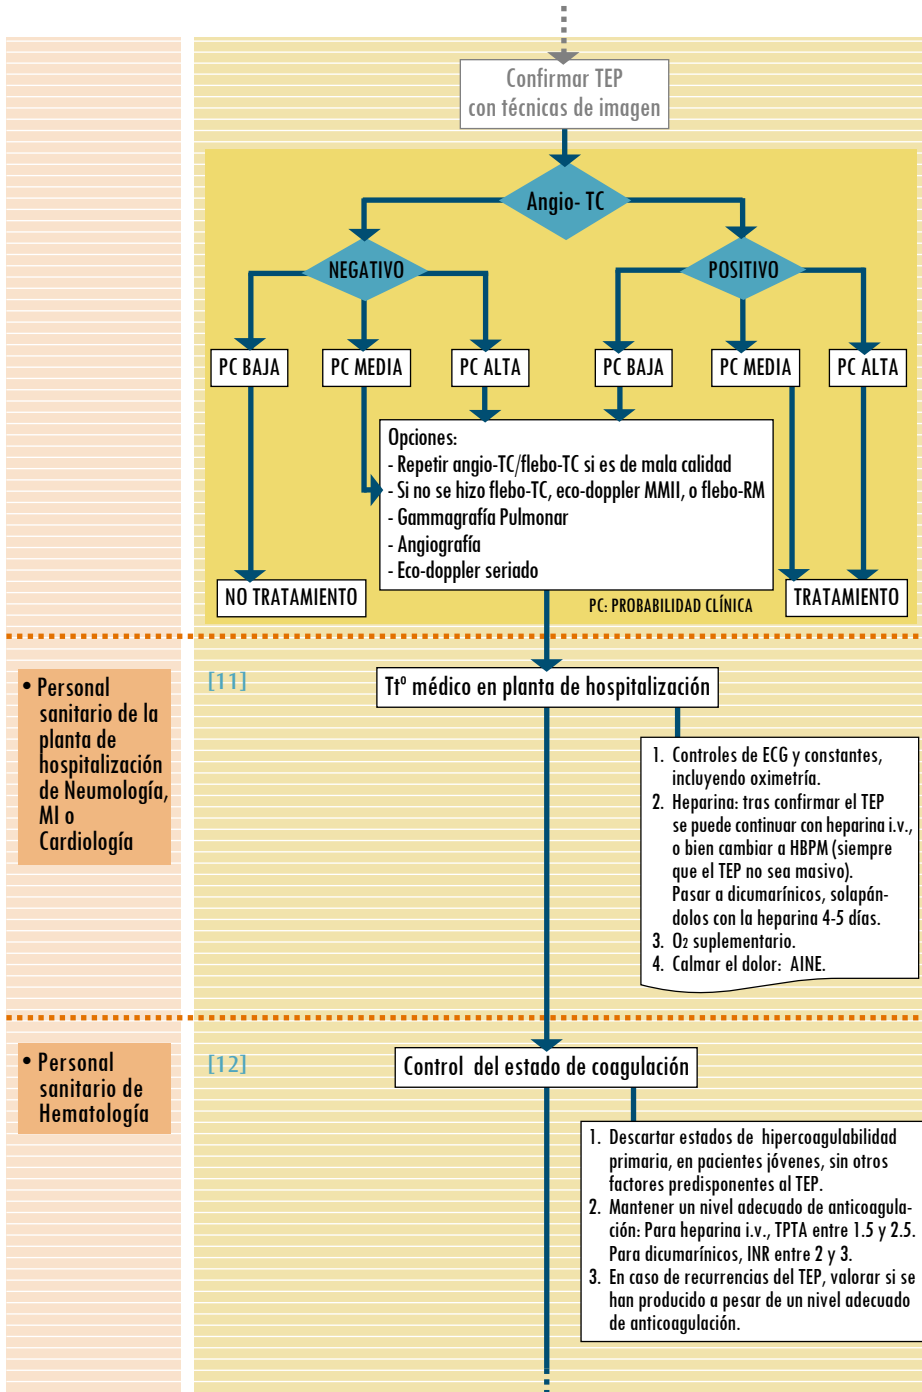 Confirmar TEP
con técnicas de imagen
Angio- TC
NEGATIVO
POSITIVO
PC BAJA
PC MEDIA
PC ALTA
PC BAJA
PC MEDIA
PC ALTA
Opciones:
- Repetir angio-TC/flebo-TC si es de mala calidad
- Si no se hizo flebo-TC, eco-doppler MMII, o flebo-RM
- Gammagrafía Pulmonar
- Angiografía
- Eco-doppler seriado
NO TRATAMIENTO
TRATAMIENTO
PC: PROBABILIDAD CLÍNICA
• Personal
sanitario de la
planta de
hospitalización
de Neumología,
MI o
Cardiología
[11]
Ttº médico en planta de hospitalización
1. Controles de ECG y constantes,
incluyendo oximetría.
2. Heparina: tras confirmar el TEP
se puede continuar con heparina i.v.,
o bien cambiar a HBPM (siempre
que el TEP no sea masivo).
Pasar a dicumarínicos, solapán-
dolos con la heparina 4-5 días.
3. O2 suplementario.
4. Calmar el dolor: AINE.
• Personal
sanitario de
Hematología
[12]
Control del estado de coagulación
1. Descartar estados de hipercoagulabilidad
primaria, en pacientes jóvenes, sin otros
factores predisponentes al TEP.
2. Mantener un nivel adecuado de anticoagula-
ción: Para heparina i.v., TPTA entre 1.5 y 2.5.
Para dicumarínicos, INR entre 2 y 3.
3. En caso de recurrencias del TEP, valorar si se
han producido a pesar de un nivel adecuado
de anticoagulación.